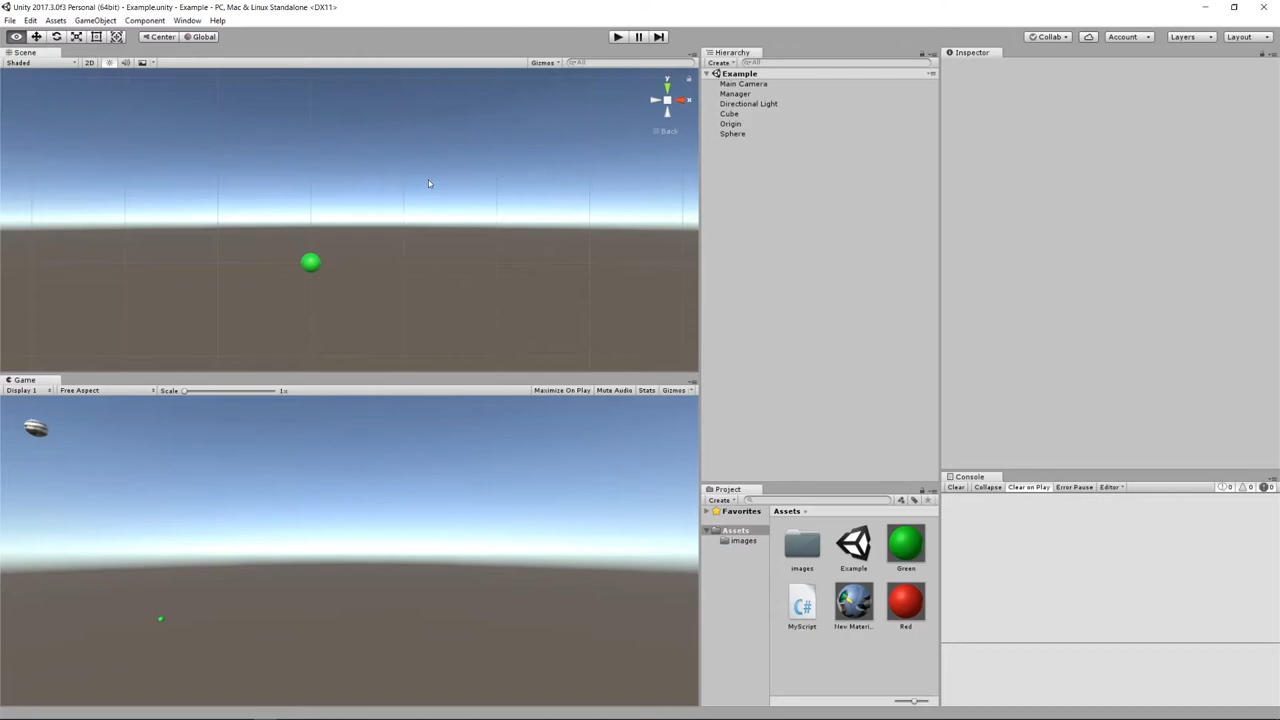 Unity 2017.3.0f3 Personal (64bit) - Example.unity - Example - PC, Mac & Linux Standalone <DX11>
File Edit Assets GameObject Component Window Help
Center Global Collab Account Layers Layout
Scene
Shaded 2D Gizmos All
y
x
Back
Game
Display 1 Free Aspect Scale 1x Maximize On Play Mute Audio Stats Gizmos
Hierarchy
Create All
Example
Main Camera
Manager
Directional Light
Cube
Origin
Sphere
Project
Create
Favorites
Assets
images
Assets
images Example Green
C#
MyScript New Materi... Red
Inspector
Console
Clear Collapse Clear on Play Error Pause Editor 0 0 0